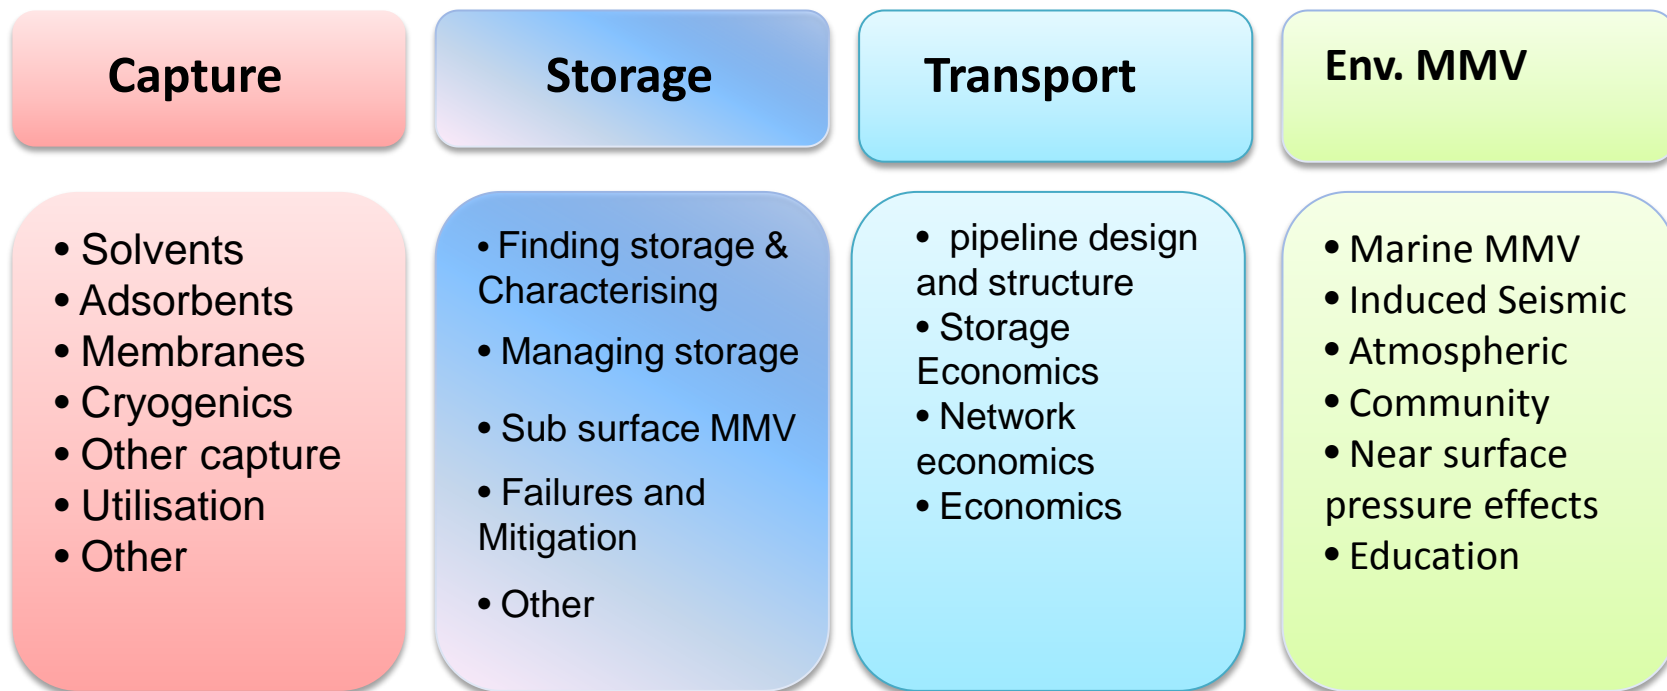 Capture
• Solvents
• Adsorbents
• Membranes
• Cryogenics
• Other capture
• Utilisation
• Other
Storage
• Finding storage &
Characterising
• Managing storage
• Sub surface MMV
• Failures and
Mitigation
• Other
Transport
• pipeline design
and structure
• Storage
Economics
• Network
economics
• Economics
Env. MMV
• Marine MMV
• Induced Seismic
• Atmospheric
• Community
• Near surface
pressure effects
• Education